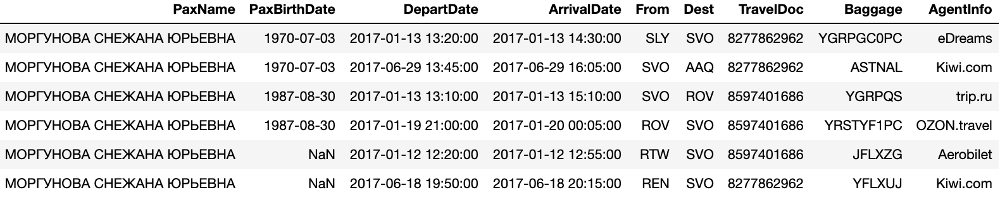 PaxName PaxBirthDate DepartDate ArrivalDate From Dest TravelDoc Baggage AgentInfo
МОРГУНОВА СНЕЖАНА ЮРЬЕВНА 1970-07-03 2017-01-13 13:20:00 2017-01-13 14:30:00 SLY SVO 8277862962 YGRPGC0PC eDreams
МОРГУНОВА СНЕЖАНА ЮРЬЕВНА 1970-07-03 2017-06-29 13:45:00 2017-06-29 16:05:00 SVO AAQ 8277862962 ASTNAL Kiwi.com
МОРГУНОВА СНЕЖАНА ЮРЬЕВНА 1987-08-30 2017-01-13 13:10:00 2017-01-13 15:10:00 SVO ROV 8597401686 YGRPQS trip.ru
МОРГУНОВА СНЕЖАНА ЮРЬЕВНА 1987-08-30 2017-01-19 21:00:00 2017-01-20 00:05:00 ROV SVO 8597401686 YRSTYF1PC OZON.travel
МОРГУНОВА СНЕЖАНА ЮРЬЕВНА NaN 2017-01-12 12:20:00 2017-01-12 12:55:00 RTW SVO 8597401686 JFLXZG Aerobilet
МОРГУНОВА СНЕЖАНА ЮРЬЕВНА NaN 2017-06-18 19:50:00 2017-06-18 20:15:00 REN SVO 8277862962 YFLXUJ Kiwi.com